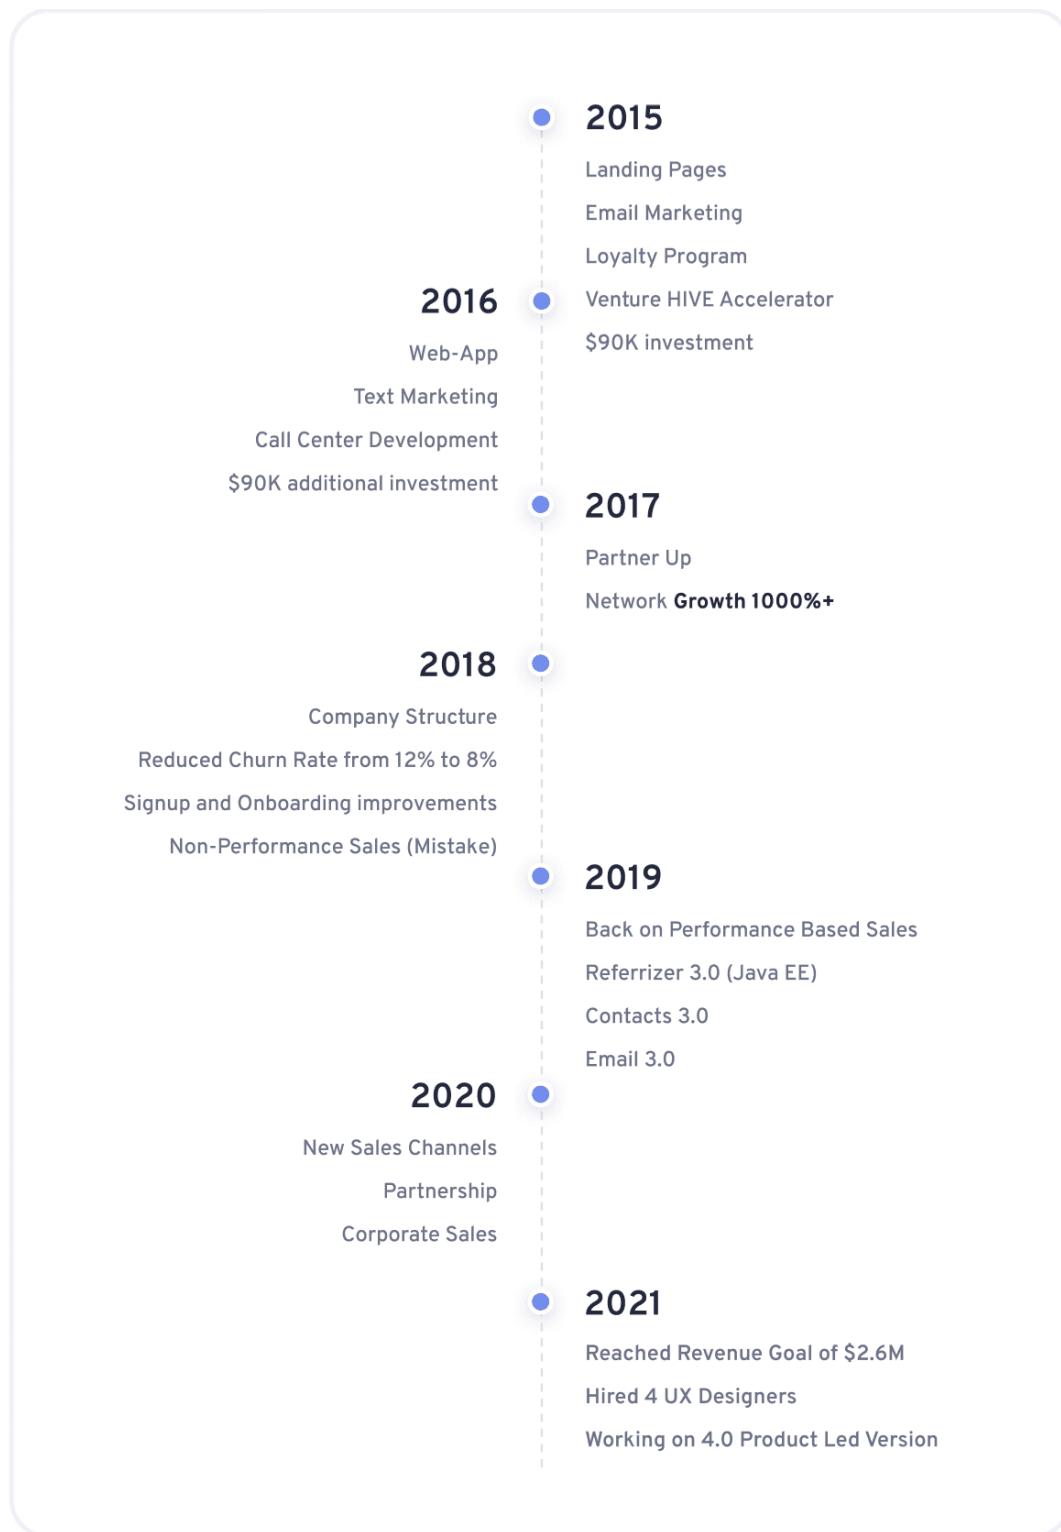 2015
Landing Pages
Email Marketing
Loyalty Program
Venture HIVE Accelerator
$90K investment
2016
Web-App
Text Marketing
Call Center Development
$90K additional investment
2017
Partner Up
Network Growth 1000%+
2018
Company Structure
Reduced Churn Rate from 12% to 8%
Signup and Onboarding improvements
Non-Performance Sales (Mistake)
2019
Back on Performance Based Sales
Referrizer 3.0 (Java EE)
Contacts 3.0
Email 3.0
2020
New Sales Channels
Partnership
Corporate Sales
2021
Reached Revenue Goal of $2.6M
Hired 4 UX Designers
Working on 4.0 Product Led Version